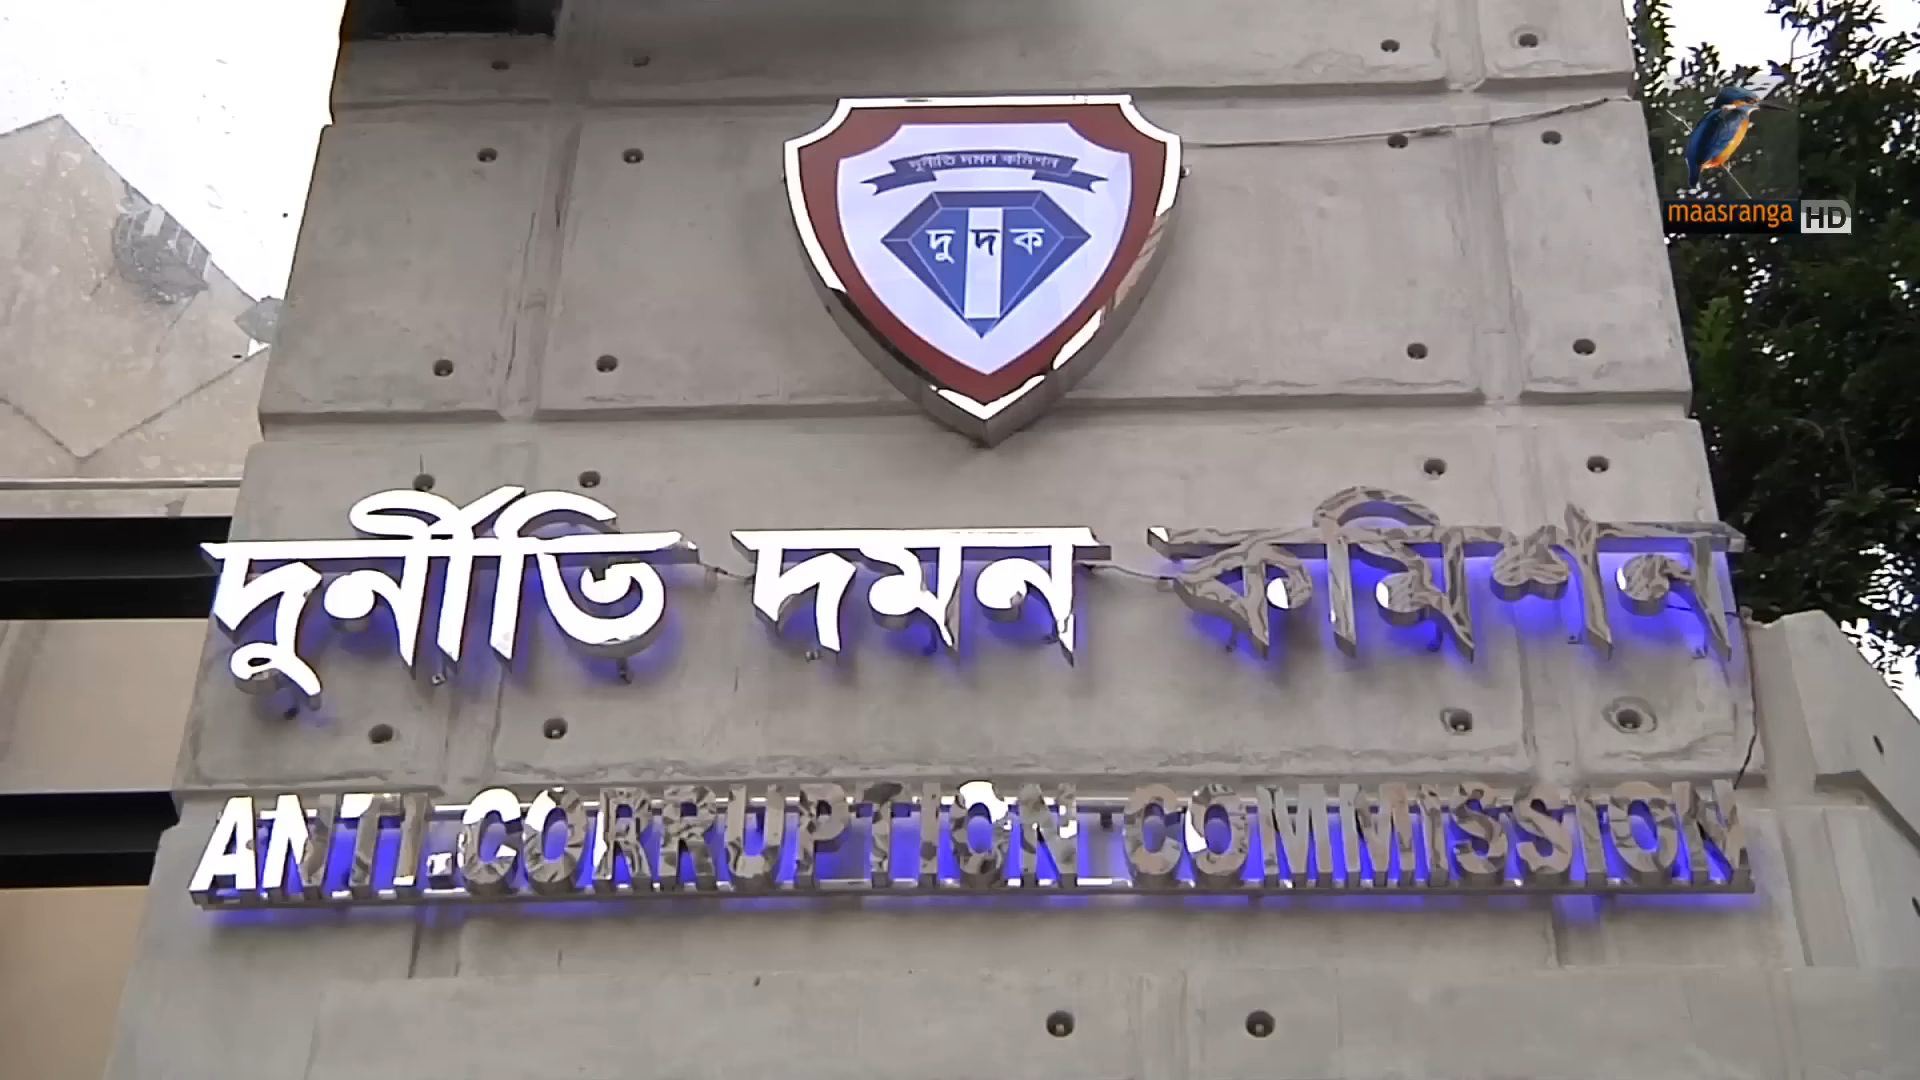 দুর্নীতি দমন কমিশন
দু দ ক
maasranga HD
দুর্নীতি দমন কমিশন
ANTI-CORRUPTION COMMISSION